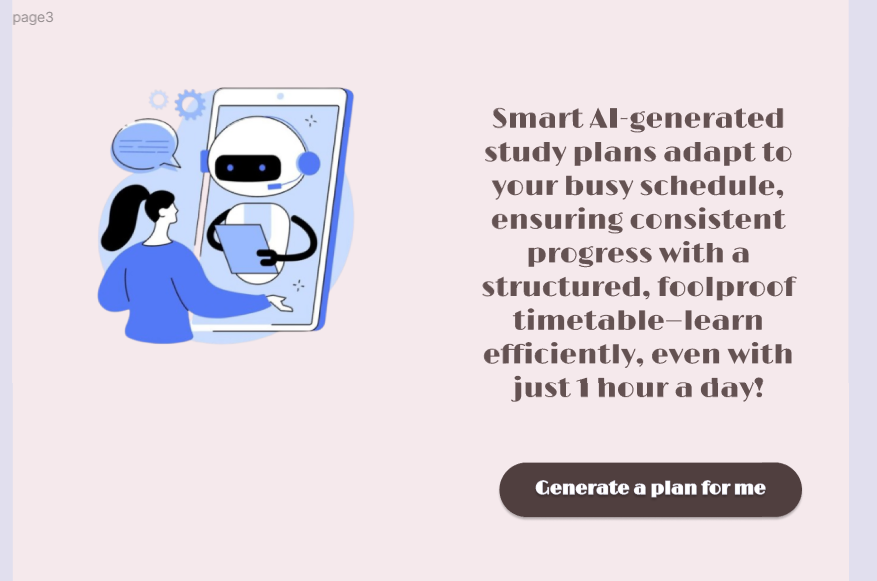 page3
Smart AI-generated
study plans adapt to
your busy schedule,
ensuring consistent
progress with a
structured, foolproof
timetable—learn
efficiently, even with
just 1 hour a day!
Generate a plan for me